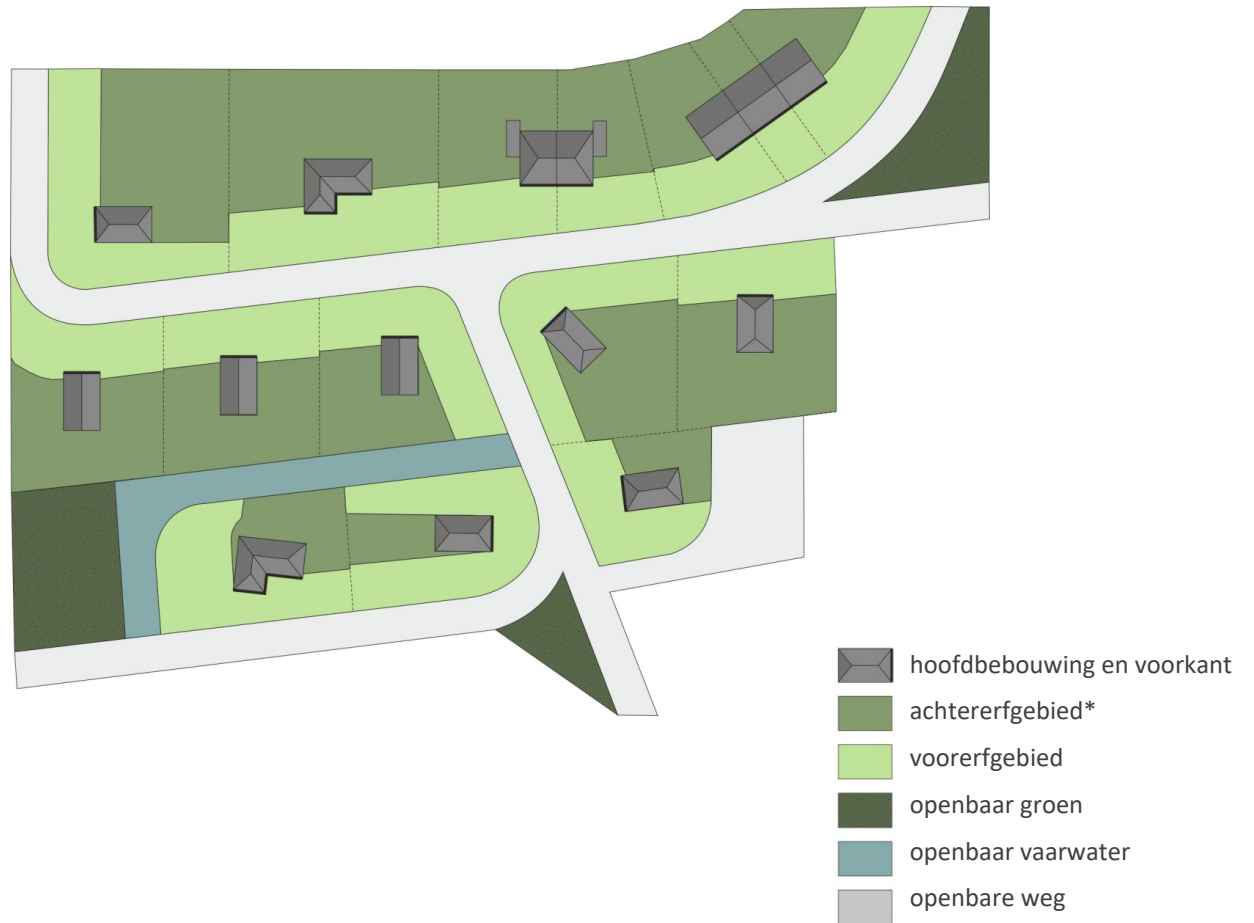 hoofdbebouwing en voorkant
achtererfgebied*
voorerfgebied
openbaar groen
openbaar vaarwater
openbare weg